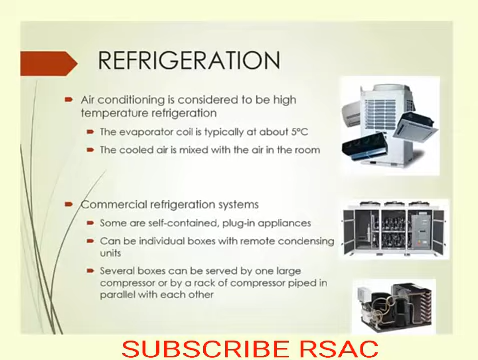 REFRIGERATION
Air conditioning is considered to be high
temperature refrigeration
The evaporator coil is typically at about 5°C
The cooled air is mixed with the air in the room
Commercial refrigeration systems
Some are self-contained, plug-in appliances
Can be individual boxes with remote condensing
units
Several boxes can be served by one large
compressor or by a rack of compressor piped in
parallel with each other
SUBSCRIBE RSAC